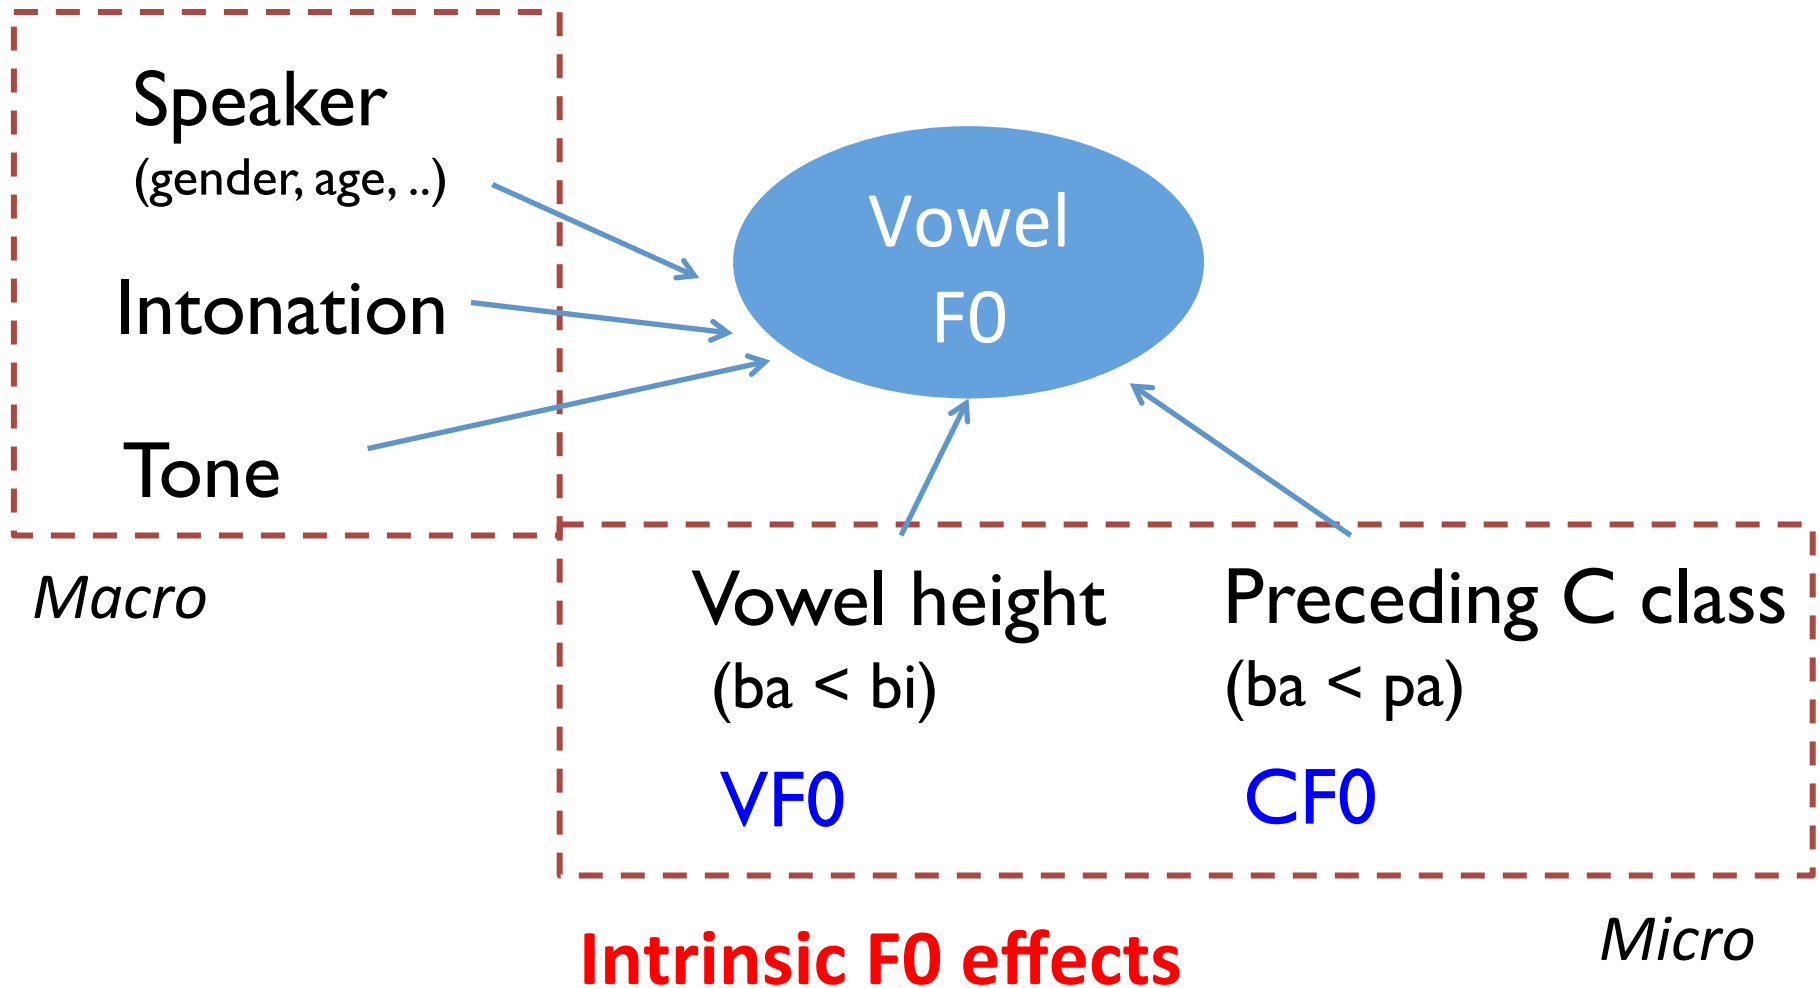 Speaker
(gender, age, ..)
Intonation
Tone
Macro
Vowel
F0
Vowel height
(ba < bi)
VF0
Preceding C class
(ba < pa)
CF0
Intrinsic F0 effects
Micro